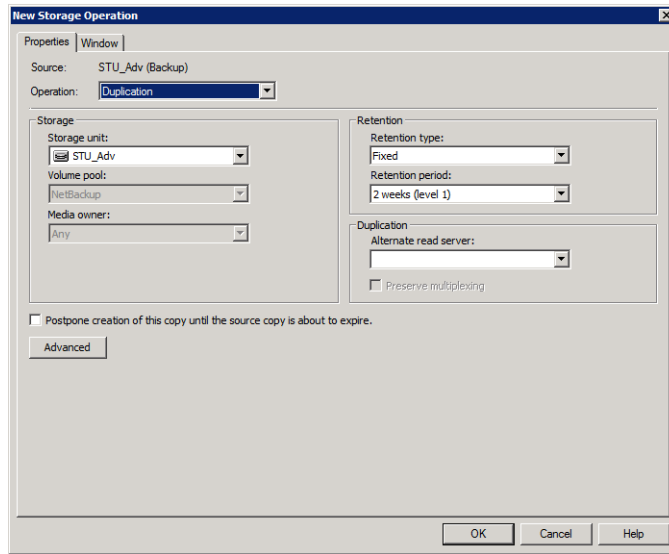 New Storage Operation
Properties
Window
Source: STU_Adv (Backup)
Operation: Duplication
Storage
Storage unit:
STU_Adv
Volume pool:
NetBackup
Media owner:
Any
Retention
Retention type:
Fixed
Retention period:
2 weeks (level 1)
Duplication
Alternate read server:
Preserve multiplexing
Postpone creation of this copy until the source copy is about to expire.
Advanced
OK
Cancel
Help